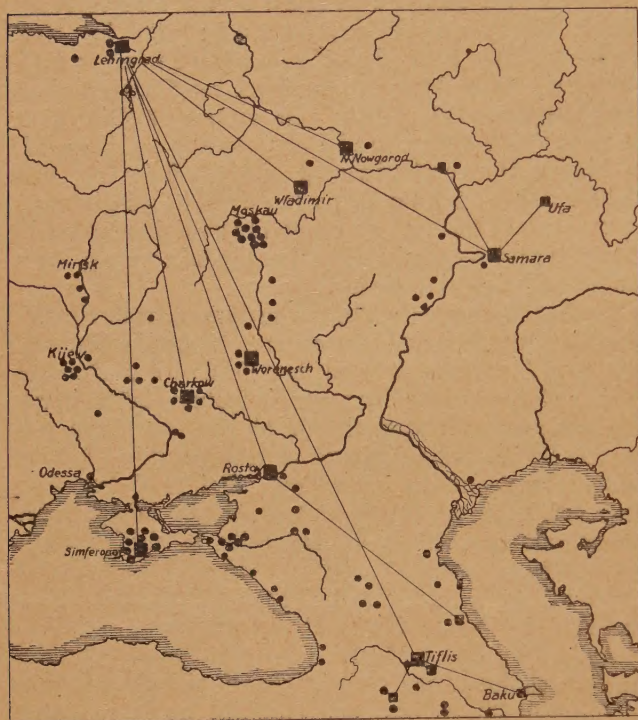 Leningrad
N.Nowgorod
Wladimir
Moskau
Ufa
Samara
Minsk
Kijew
Woronesch
Charkow
Odessa
Rostow
Simferopol
Tiflis
Baku